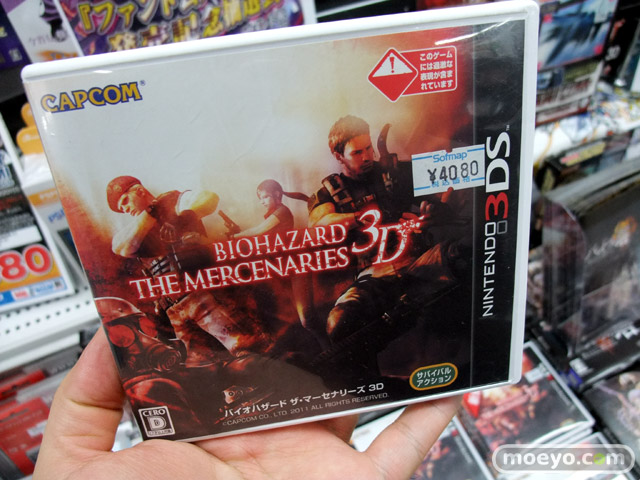 CAPCOM
このゲーム
には過激な
表現が含ま
れています
Sofmap
¥4080
NINTENDO 3DS™
BIOHAZARD
THE MERCENARIES 3D
サバイバル
アクション
バイオハザード ザ・マーセナリーズ 3D
©CAPCOM CO., LTD. 2011 ALL RIGHTS RESERVED.
CERO
D
80
moeyo.com